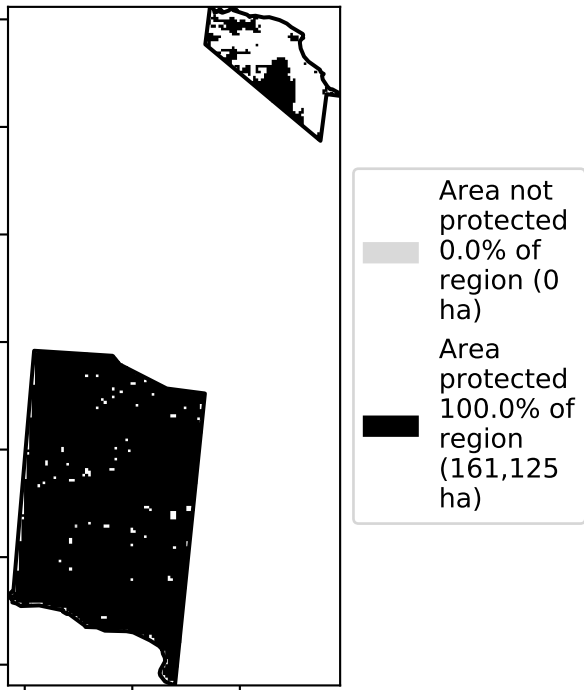 Area not
protected
0.0% of
region (0
ha)
Area
protected
100.0% of
region
(161,125
ha)